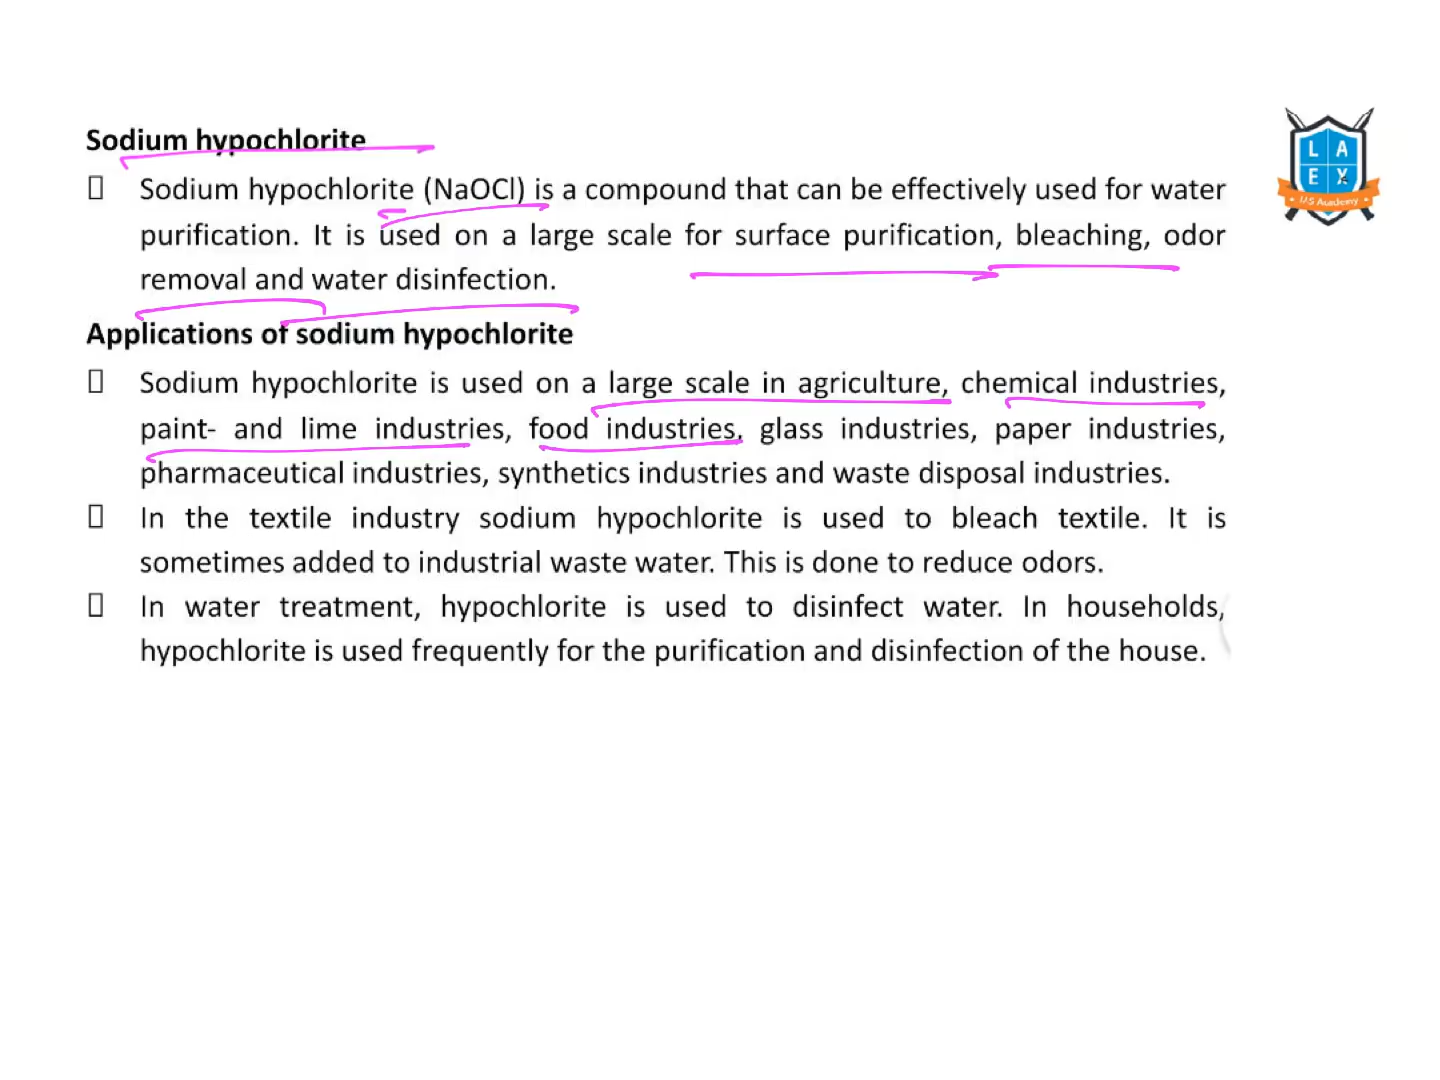 Sodium hypochlorite
Sodium hypochlorite (NaOCl) is a compound that can be effectively used for water
purification. It is used on a large scale for surface purification, bleaching, odor
removal and water disinfection.
Applications of sodium hypochlorite
Sodium hypochlorite is used on a large scale in agriculture, chemical industries,
paint- and lime industries, food industries, glass industries, paper industries,
pharmaceutical industries, synthetics industries and waste disposal industries.
In the textile industry sodium hypochlorite is used to bleach textile. It is
sometimes added to industrial waste water. This is done to reduce odors.
In water treatment, hypochlorite is used to disinfect water. In households,
hypochlorite is used frequently for the purification and disinfection of the house.
L A
E X
IAS Academy